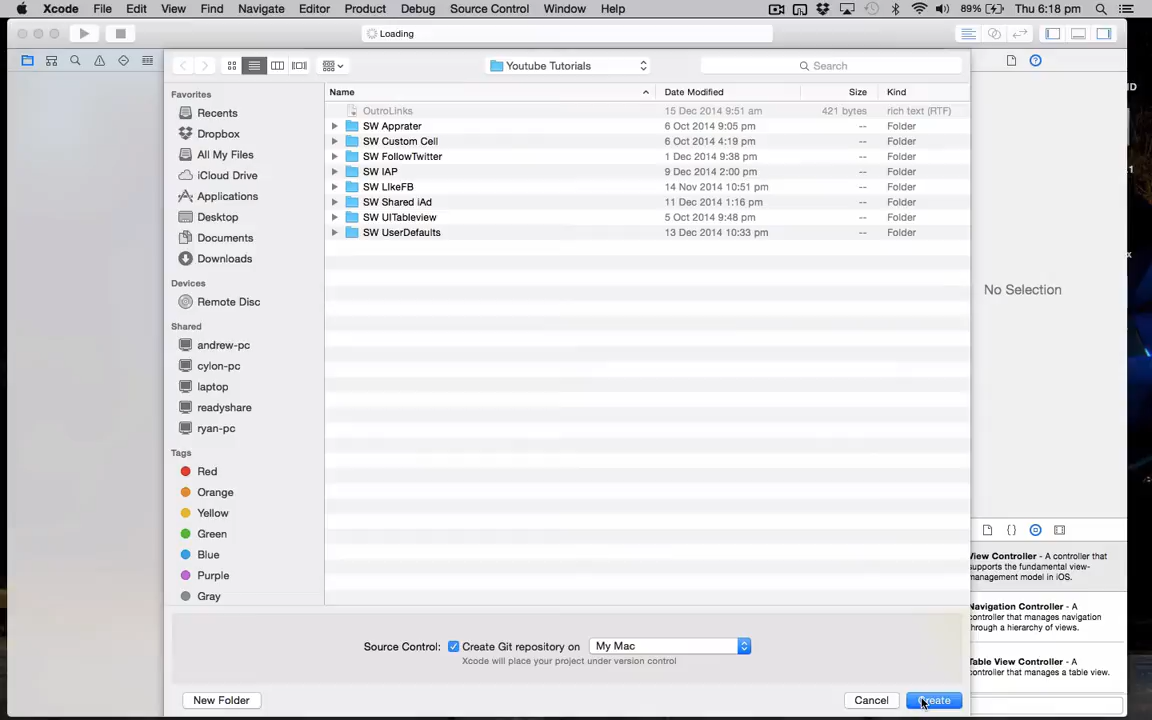 Xcode File Edit View Find Navigate Editor Product Debug Source Control Window Help 89% Thu 6:18 pm
Loading
Youtube Tutorials Search
Favorites
Recents
Dropbox
All My Files
iCloud Drive
Applications
Desktop
Documents
Downloads
Devices
Remote Disc
Shared
andrew-pc
cylon-pc
laptop
readyshare
ryan-pc
Tags
Red
Orange
Yellow
Green
Blue
Purple
Gray
Name Date Modified Size Kind
OutroLinks 15 Dec 2014 9:51 am 421 bytes rich text (RTF)
SW Apprater 6 Oct 2014 9:05 pm -- Folder
SW Custom Cell 6 Oct 2014 4:19 pm -- Folder
SW FollowTwitter 1 Dec 2014 9:38 pm -- Folder
SW IAP 9 Dec 2014 2:00 pm -- Folder
SW LIkeFB 14 Nov 2014 10:51 pm -- Folder
SW Shared iAd 11 Dec 2014 1:16 pm -- Folder
SW UITableview 5 Oct 2014 9:48 pm -- Folder
SW UserDefaults 13 Dec 2014 10:33 pm -- Folder
No Selection
{ }
View Controller - A controller that
supports the fundamental view-
management model in iOS.
Navigation Controller - A
controller that manages navigation
through a hierarchy of views.
Table View Controller - A
controller that manages a table view.
Source Control: Create Git repository on My Mac
Xcode will place your project under version control
New Folder Cancel Create